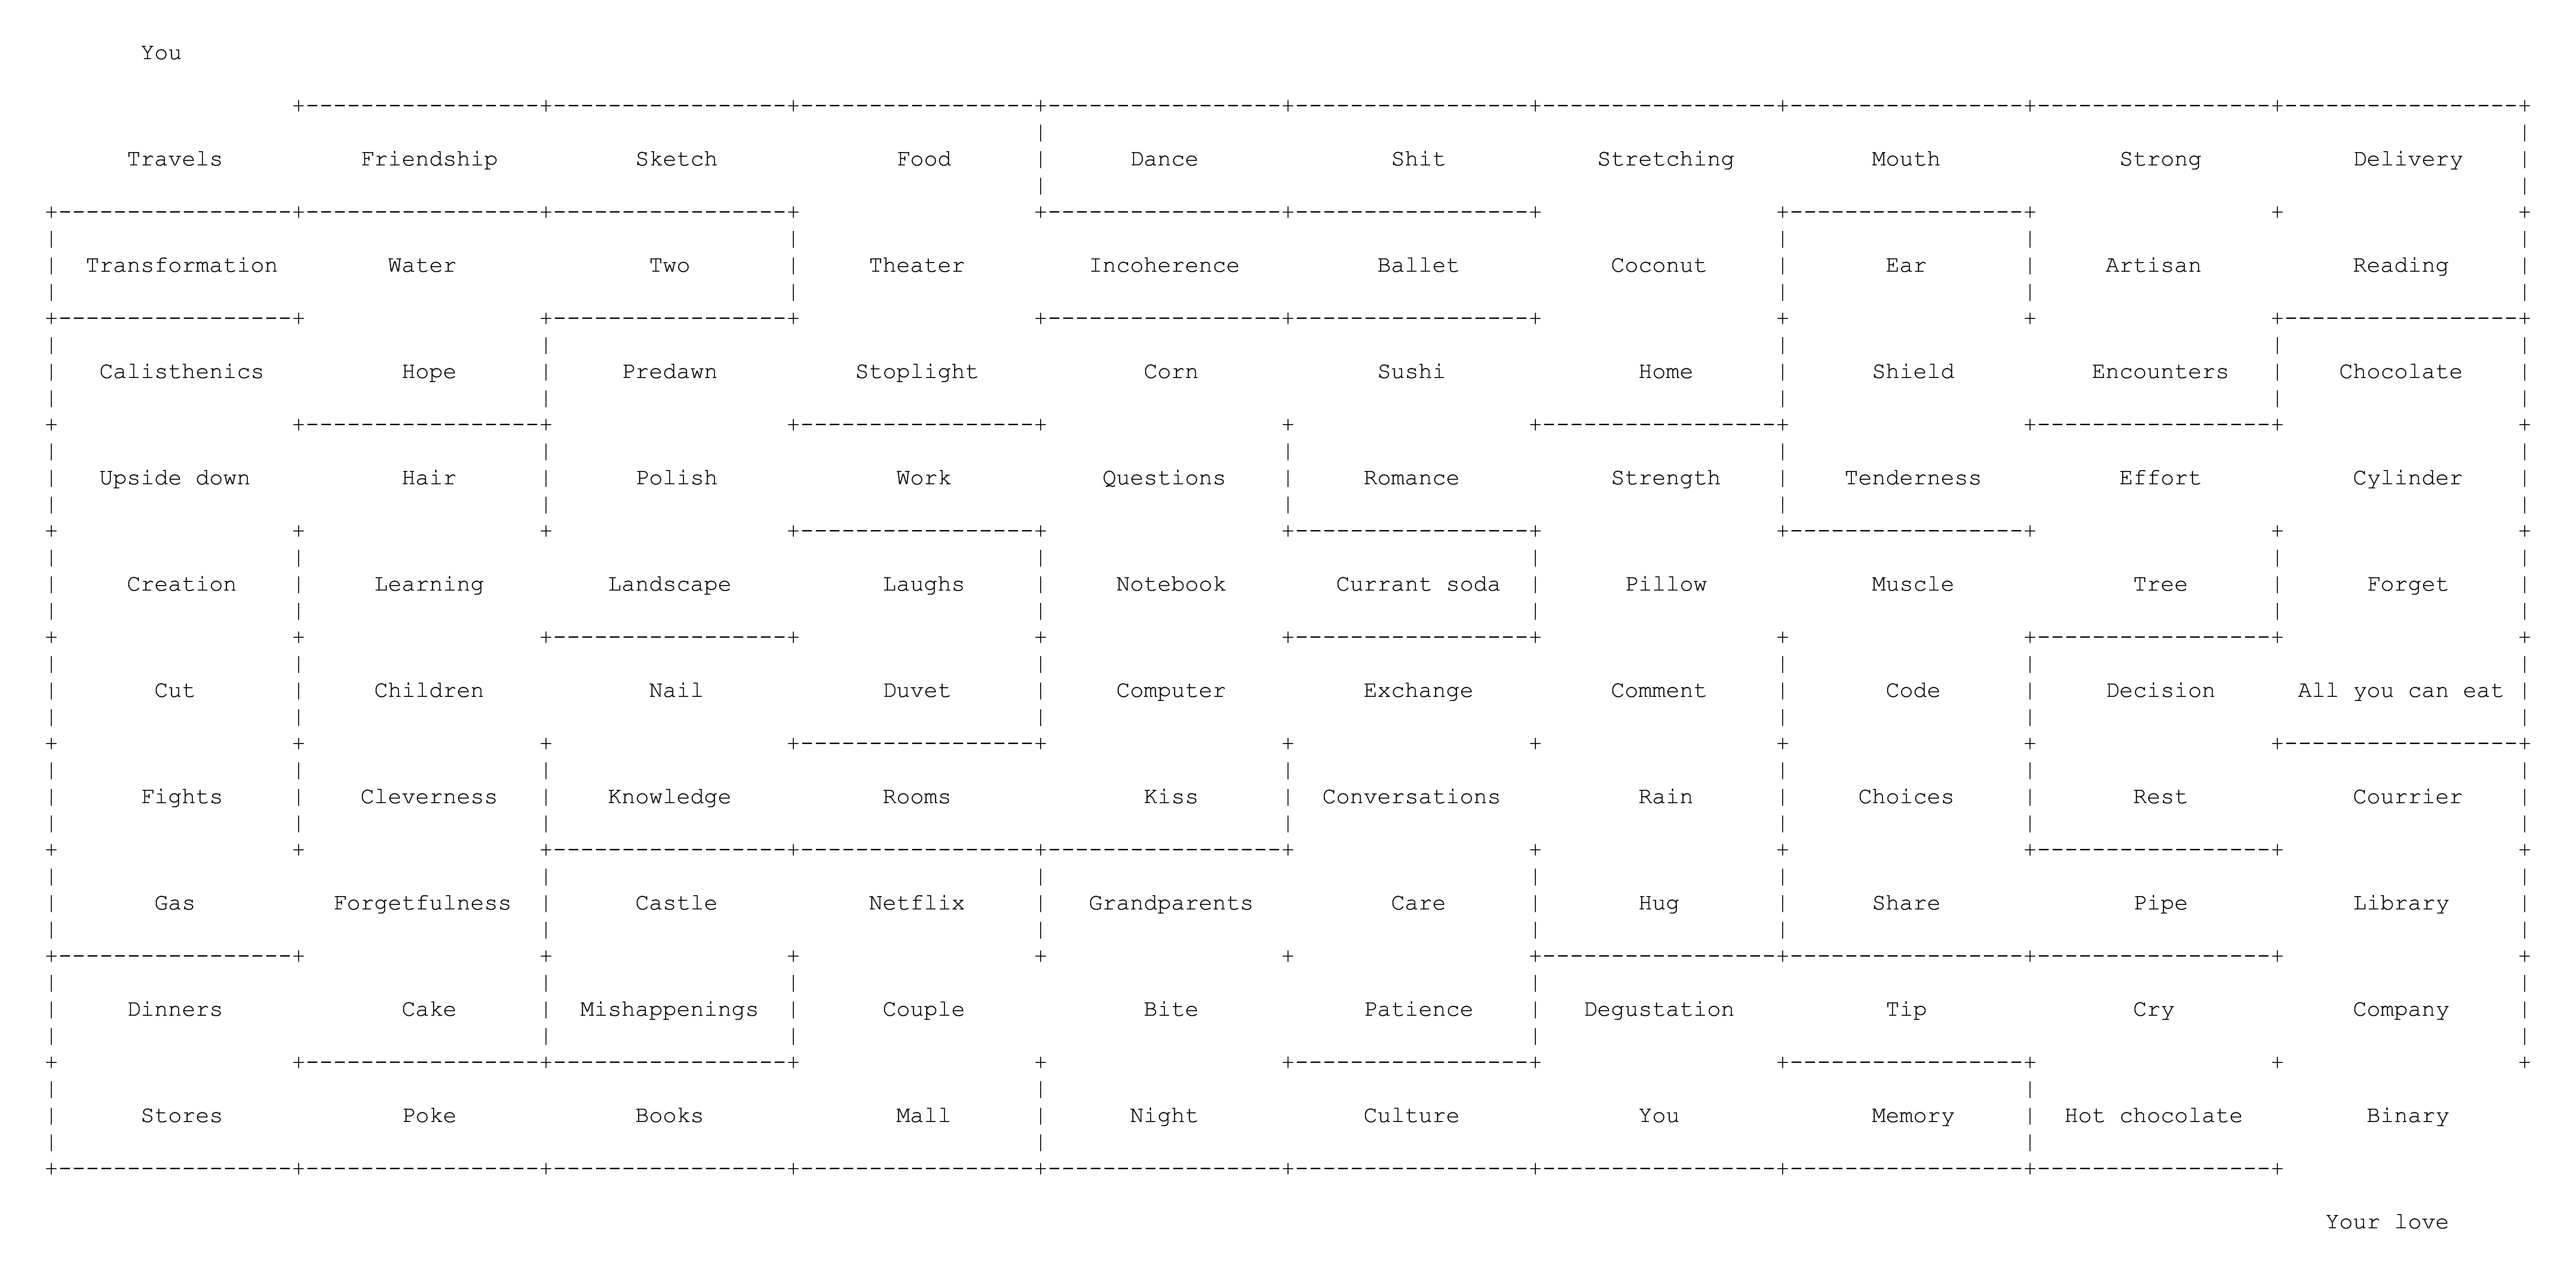 You
Travels Friendship Sketch Food Dance Shit Stretching Mouth Strong Delivery
Transformation Water Two Theater Incoherence Ballet Coconut Ear Artisan Reading
Calisthenics Hope Predawn Stoplight Corn Sushi Home Shield Encounters Chocolate
Upside down Hair Polish Work Questions Romance Strength Tenderness Effort Cylinder
Creation Learning Landscape Laughs Notebook Currant soda Pillow Muscle Tree Forget
Cut Children Nail Duvet Computer Exchange Comment Code Decision All you can eat
Fights Cleverness Knowledge Rooms Kiss Conversations Rain Choices Rest Courrier
Gas Forgetfulness Castle Netflix Grandparents Care Hug Share Pipe Library
Dinners Cake Mishappenings Couple Bite Patience Degustation Tip Cry Company
Stores Poke Books Mall Night Culture You Memory Hot chocolate Binary
Your love